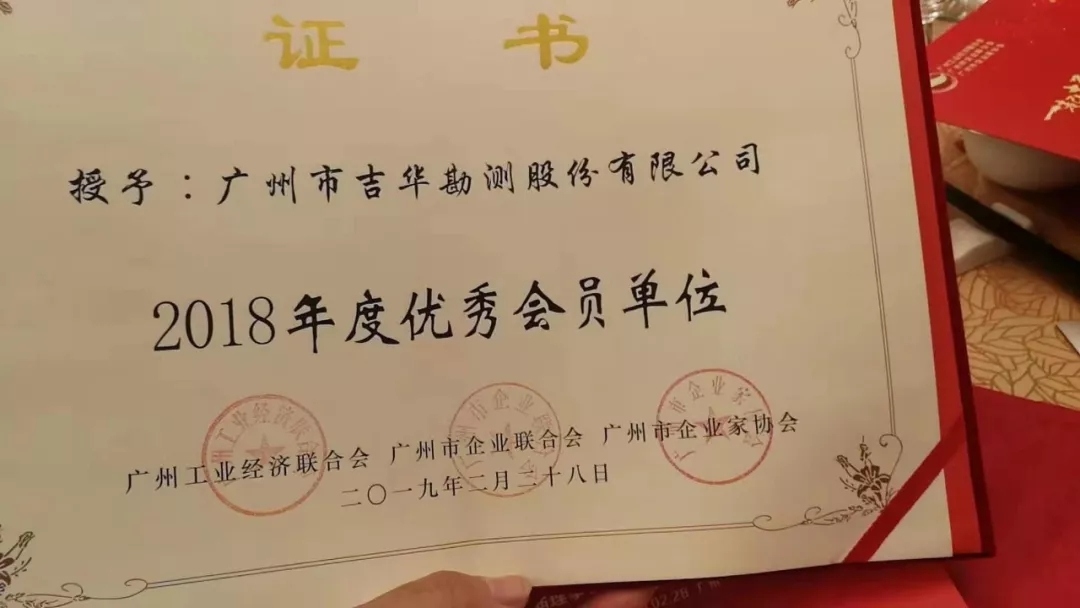 证书
授予：广州市吉华勘测股份有限公司
2018年度优秀会员单位
广州工业经济联合会 广州市企业联合会 广州市企业家协会
二〇一九年二月二十八日